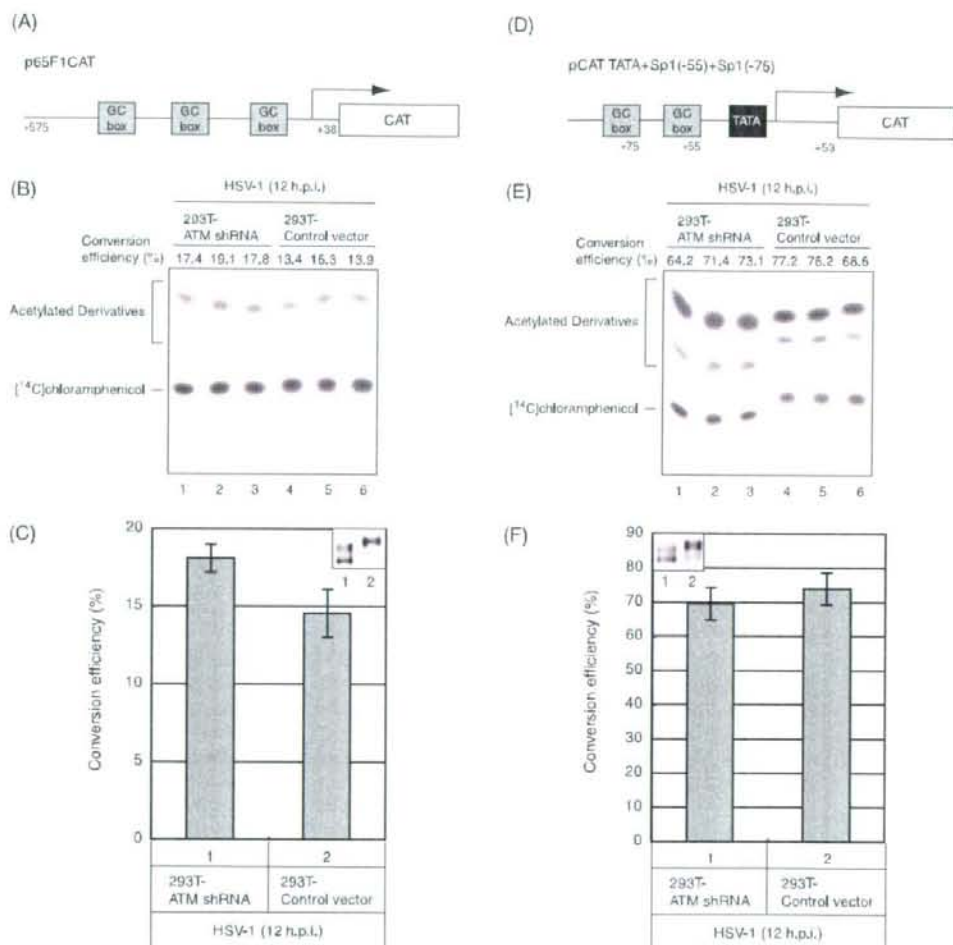 (A)
p65F1CAT
GC box
GC box
GC box
CAT
-575
+38
(B)
HSV-1 (12 h.p.i.)
293T-
ATM shRNA
293T-
Control vector
Conversion
efficiency (%)
17.4 19.1 17.8 13.4 16.3 13.9
Acetylated Derivatives
[14C]chloramphenicol
1 2 3 4 5 6
(C)
Conversion efficiency (%)
20
15
10
5
0
1 2
1 2
293T-
ATM shRNA
293T-
Control vector
HSV-1 (12 h.p.i.)
(D)
pCAT TATA+Sp1(-55)+Sp1(-75)
GC box
GC box
TATA
CAT
+75
+55
+53
(E)
HSV-1 (12 h.p.i.)
293T-
ATM shRNA
293T-
Control vector
Conversion
efficiency (%)
64.2 71.4 73.1 77.2 76.2 68.6
Acetylated Derivatives
[14C]chloramphenicol
1 2 3 4 5 6
(F)
Conversion efficiency (%)
90
80
70
60
50
40
30
20
10
0
1 2
1 2
293T-
ATM shRNA
293T-
Control vector
HSV-1 (12 h.p.i.)